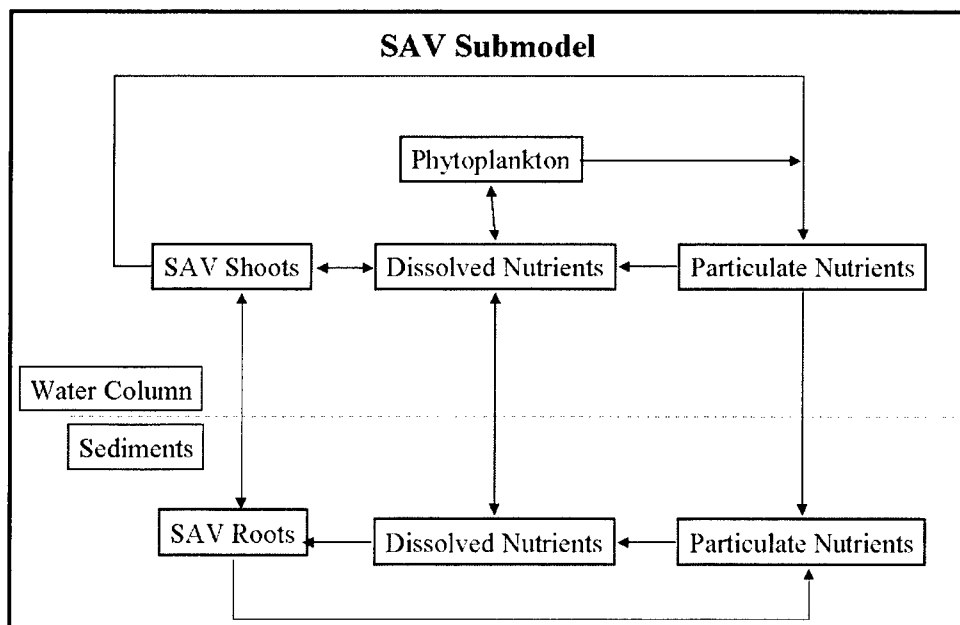 SAV Submodel
Phytoplankton
SAV Shoots
Dissolved Nutrients
Particulate Nutrients
Water Column
Sediments
SAV Roots
Dissolved Nutrients
Particulate Nutrients